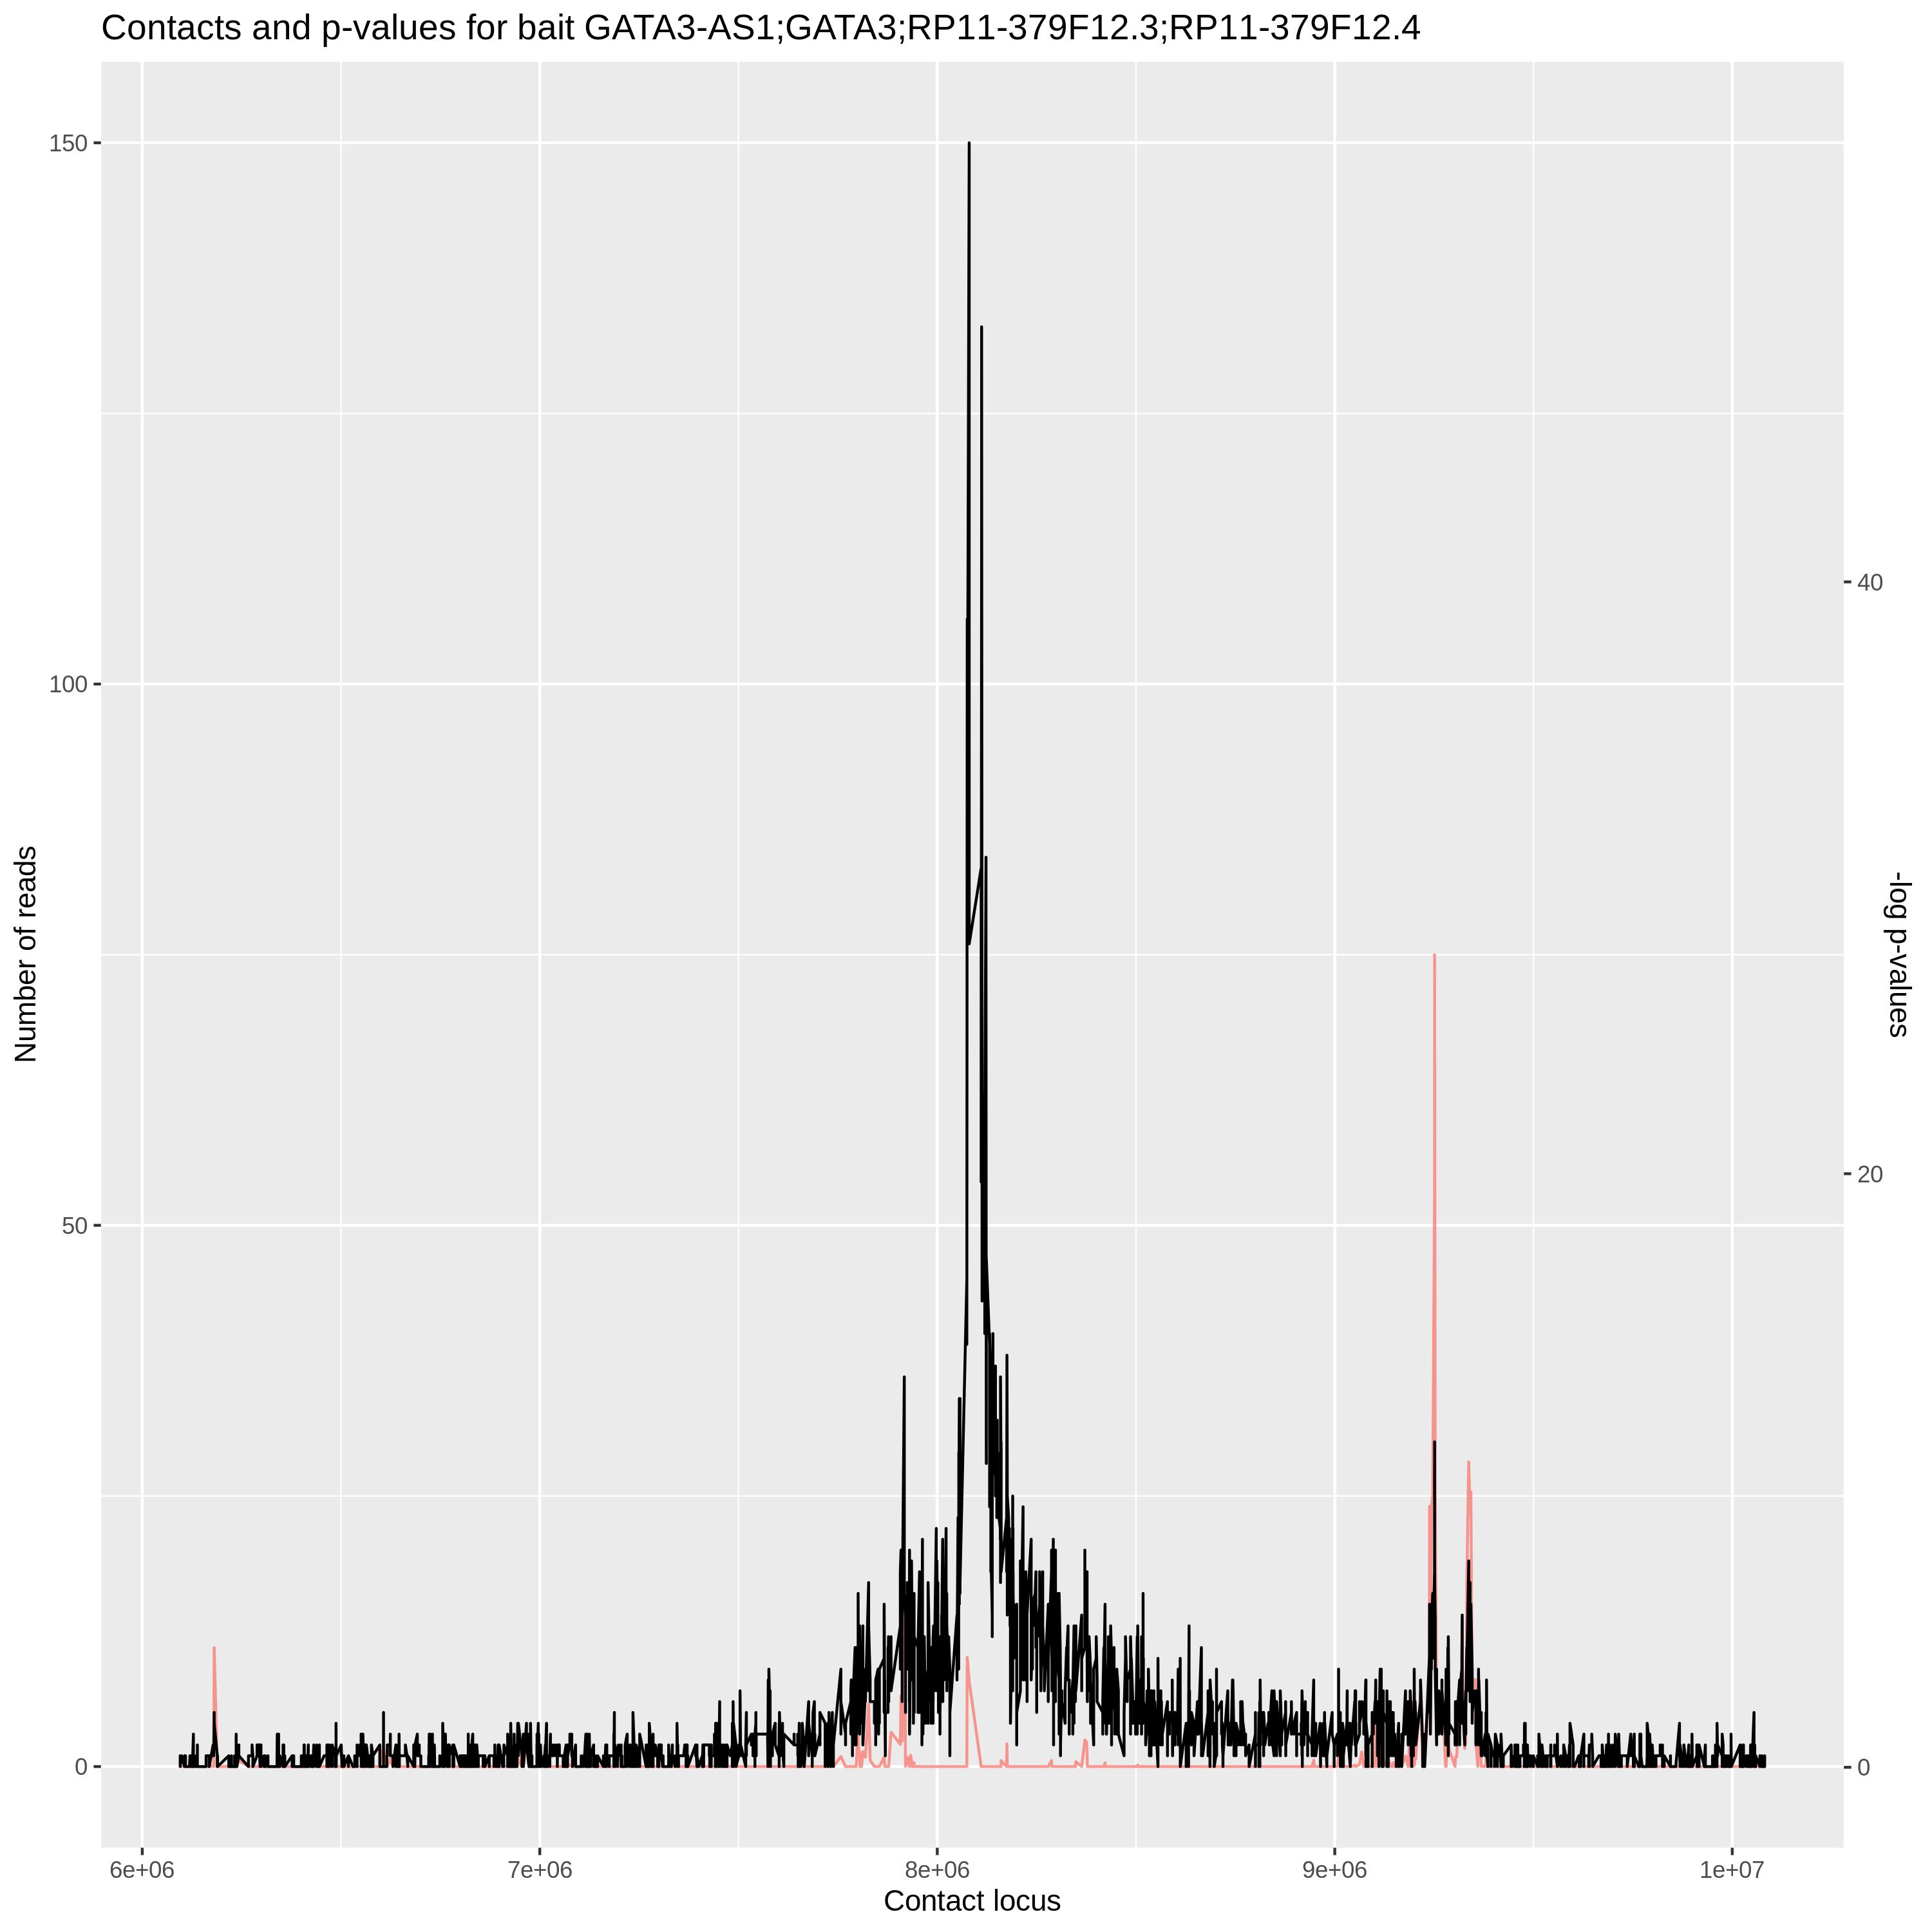 Contacts and p-values for bait GATA3-AS1;GATA3;RP11-379F12.3;RP11-379F12.4
150
100
50
0
Number of reads
40
20
0
-log p-values
6e+06
7e+06
8e+06
9e+06
1e+07
Contact locus